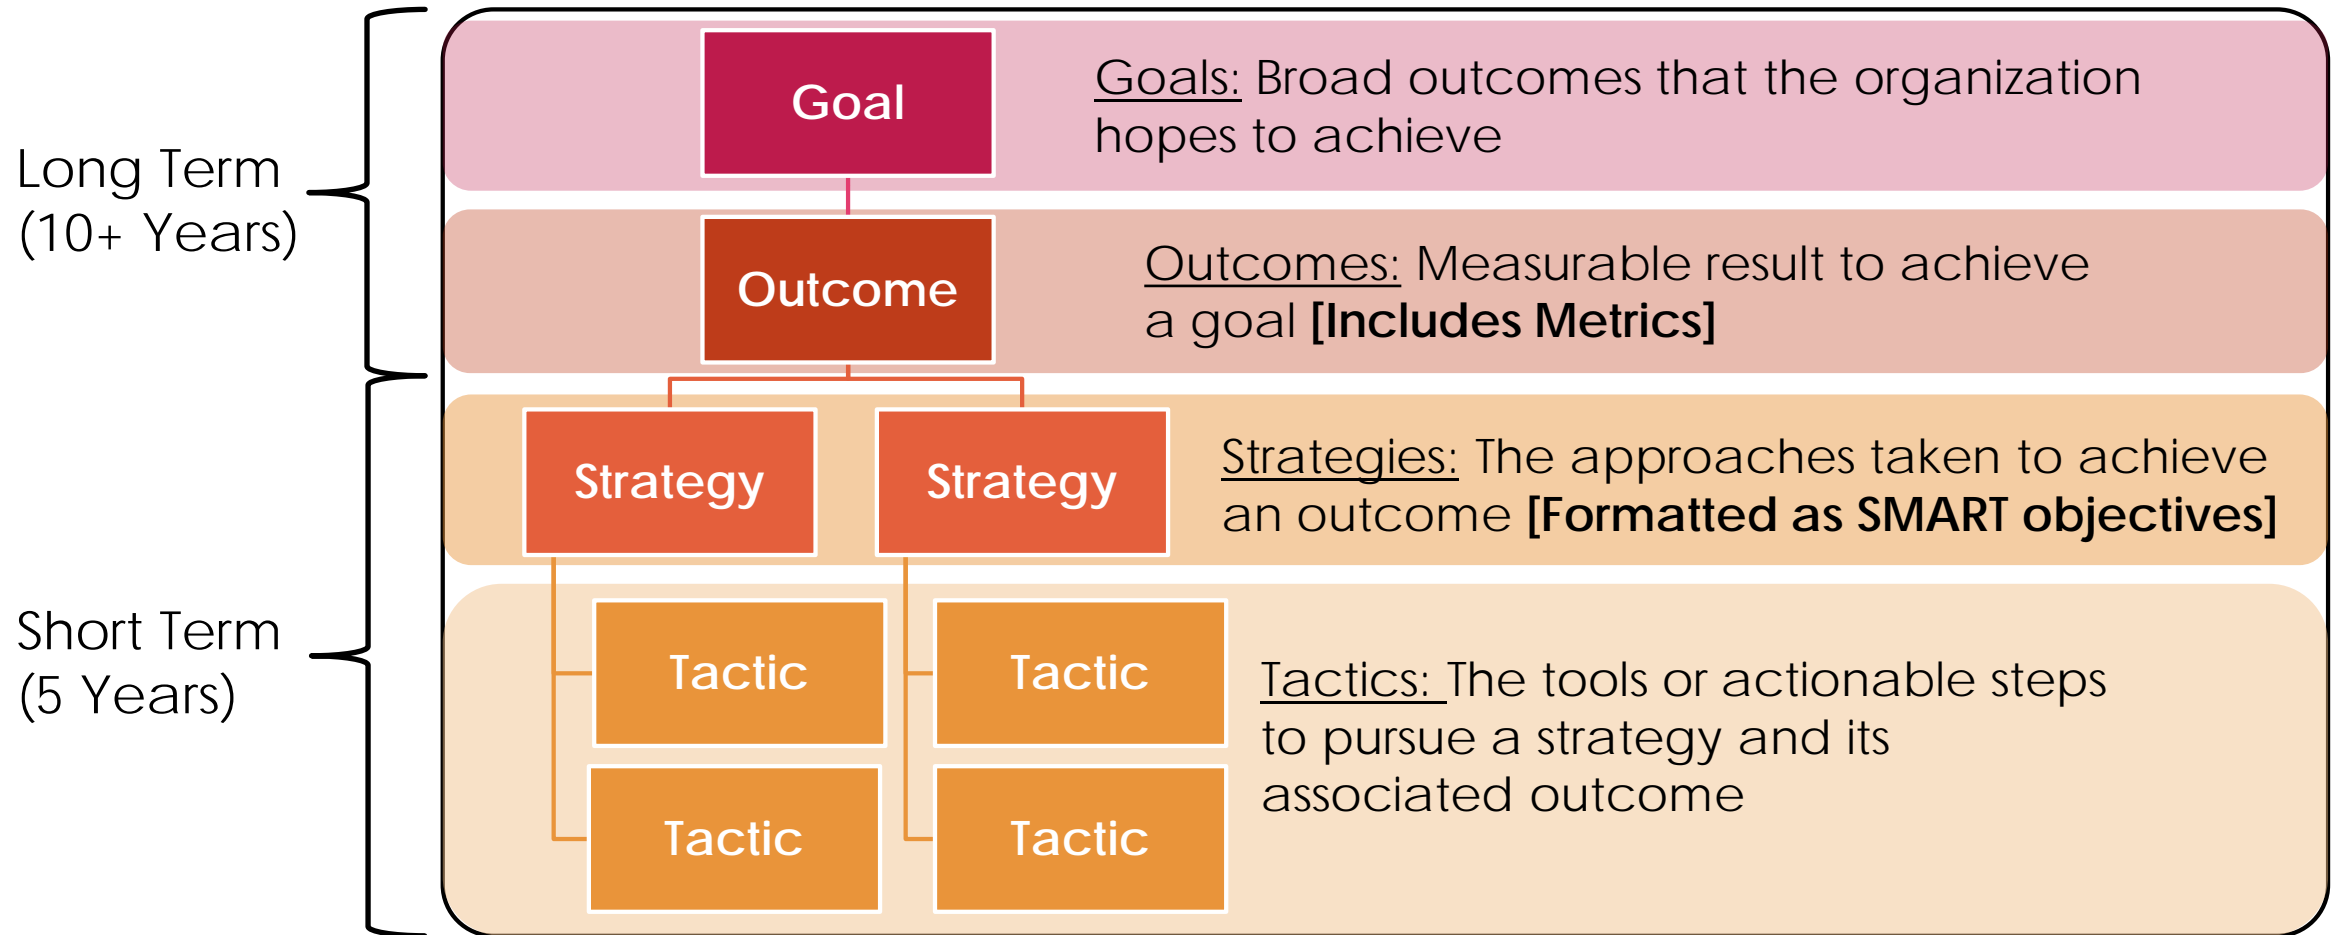 Long Term
(10+ Years)
Goal
Goals: Broad outcomes that the organization
hopes to achieve
Outcome
Outcomes: Measurable result to achieve
a goal [Includes Metrics]
Short Term
(5 Years)
Strategy
Strategy
Strategies: The approaches taken to achieve
an outcome [Formatted as SMART objectives]
Tactic
Tactic
Tactic
Tactic
Tactics: The tools or actionable steps
to pursue a strategy and its
associated outcome